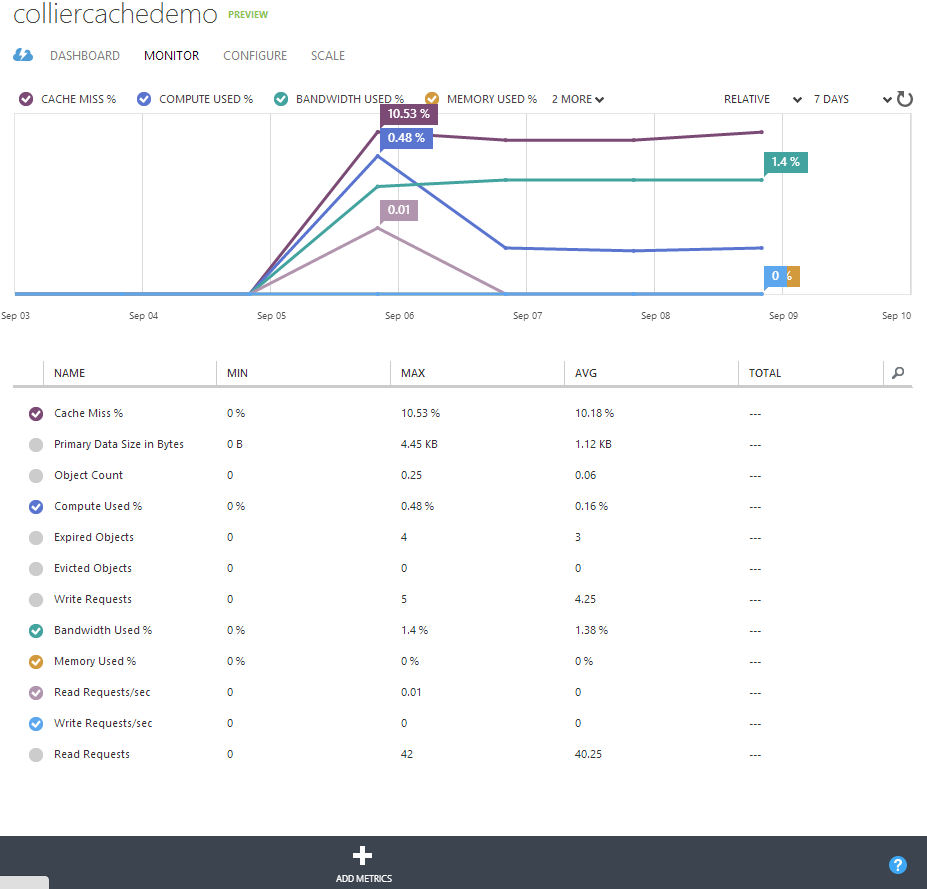 colliercachedemo PREVIEW
DASHBOARD MONITOR CONFIGURE SCALE
CACHE MISS % COMPUTE USED % BANDWIDTH USED % MEMORY USED % 2 MORE RELATIVE 7 DAYS
10.53 %
0.48 %
1.4 %
0.01
0 %
Sep 03 Sep 04 Sep 05 Sep 06 Sep 07 Sep 08 Sep 09 Sep 10
NAME MIN MAX AVG TOTAL
Cache Miss % 0 % 10.53 % 10.18 % ---
Primary Data Size in Bytes 0 B 4.45 KB 1.12 KB ---
Object Count 0 0.25 0.06 ---
Compute Used % 0 % 0.48 % 0.16 % ---
Expired Objects 0 4 3 ---
Evicted Objects 0 0 0 ---
Write Requests 0 5 4.25 ---
Bandwidth Used % 0 % 1.4 % 1.38 % ---
Memory Used % 0 % 0 % 0 % ---
Read Requests/sec 0 0.01 0 ---
Write Requests/sec 0 0 0 ---
Read Requests 0 42 40.25 ---
ADD METRICS
?